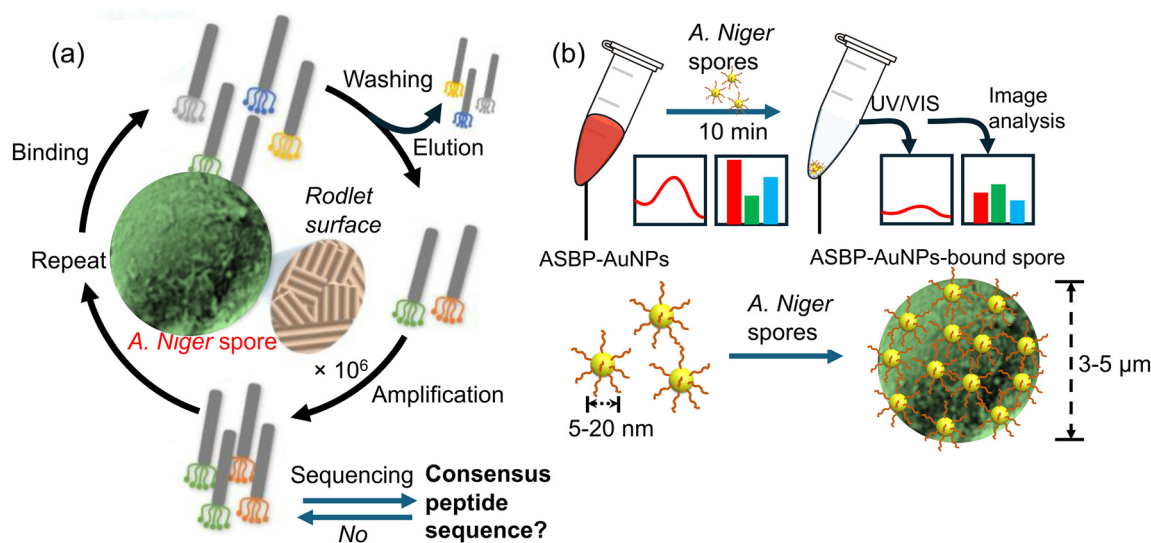 (a)
Washing
Elution
Binding
Rodlet
surface
Repeat
A. Niger spore
× 10⁶
Amplification
Sequencing
No
Consensus
peptide
sequence?
(b)
A. Niger
spores
10 min
UV/VIS
Image
analysis
ASBP-AuNPs
ASBP-AuNPs-bound spore
A. Niger
spores
5-20 nm
3-5 µm